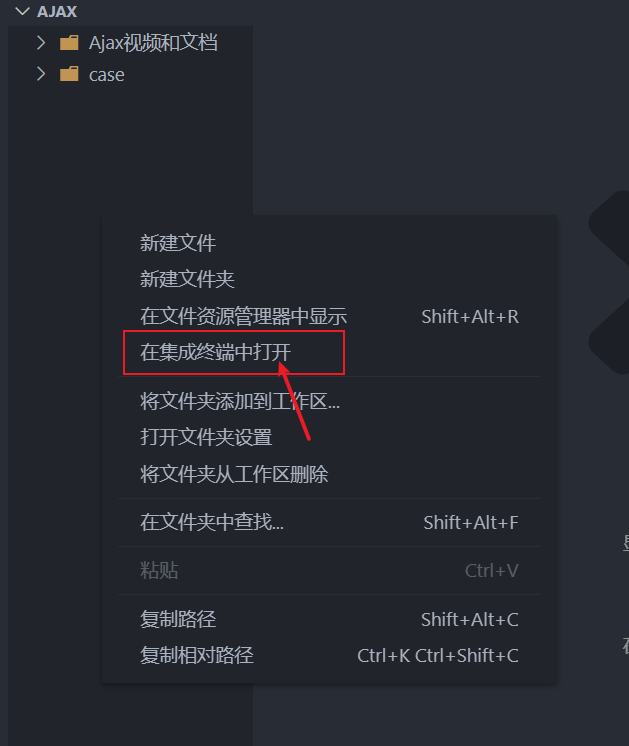 AJAX
Ajax视频和文档
case
新建文件
新建文件夹
在文件资源管理器中显示 Shift+Alt+R
在集成终端中打开
将文件夹添加到工作区...
打开文件夹设置
将文件夹从工作区删除
在文件夹中查找... Shift+Alt+F
粘贴 Ctrl+V
复制路径 Shift+Alt+C
复制相对路径 Ctrl+K Ctrl+Shift+C